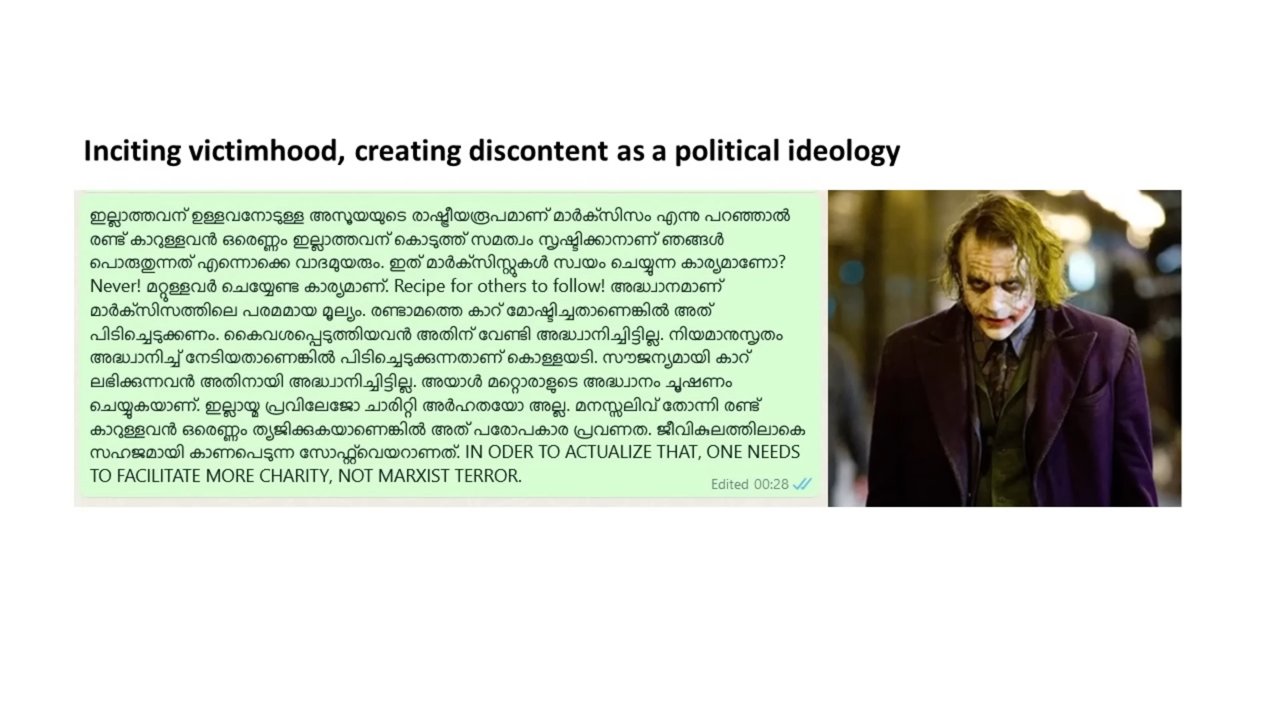 Inciting victimhood, creating discontent as a political ideology
ഇല്ലാത്തവന് ഉള്ളവനോടുള്ള അസൂയയുടെ രാഷ്ട്രീയരൂപമാണ് മാർക്സിസം എന്നു പറഞ്ഞാൽ
രണ്ട് കാറുള്ളവൻ ഒരെണ്ണം ഇല്ലാത്തവന് കൊടുത്ത് സമത്വം സൃഷ്ടിക്കാനാണ് ഞങ്ങൾ
പൊരുതുന്നത് എന്നൊക്കെ വാദമുയരും. ഇത് മാർക്സിസ്റ്റുകൾ സ്വയം ചെയ്യുന്ന കാര്യമാണോ?
Never! മറ്റുള്ളവർ ചെയ്യേണ്ട കാര്യമാണ്. Recipe for others to follow! അദ്ധ്വാനമാണ്
മാർക്സിസത്തിലെ പരമമായ മൂല്യം. രണ്ടാമത്തെ കാറ് മോഷ്ടിച്ചതാണെങ്കിൽ അത്
പിടിച്ചെടുക്കണം. കൈവശപ്പെടുത്തിയവൻ അതിന് വേണ്ടി അദ്ധ്വാനിച്ചിട്ടില്ല. നിയമാനുസൃതം
അദ്ധ്വാനിച്ച് നേടിയതാണെങ്കിൽ പിടിച്ചെടുക്കുന്നതാണ് കൊള്ളയടി. സൗജന്യമായി കാറ്
ലഭിക്കുന്നവൻ അതിനായി അദ്ധ്വാനിച്ചിട്ടില്ല. അയാൾ മറ്റൊരാളുടെ അദ്ധ്വാനം ചൂഷണം
ചെയ്യുകയാണ്. ഇല്ലായ്മ പ്രവിലേജോ ചാരിറ്റി അർഹതയോ അല്ല. മനസ്സലിവ് തോന്നി രണ്ട്
കാറുള്ളവൻ ഒരെണ്ണം ത്യജിക്കുകയാണെങ്കിൽ അത് പരോപകാര പ്രവണത. ജീവികുലത്തിലാകെ
സഹജമായി കാണപെടുന്ന സോഫ്റ്റ്‌വെയറാണത്. IN ODER TO ACTUALIZE THAT, ONE NEEDS
TO FACILITATE MORE CHARITY, NOT MARXIST TERROR.
Edited 00:28